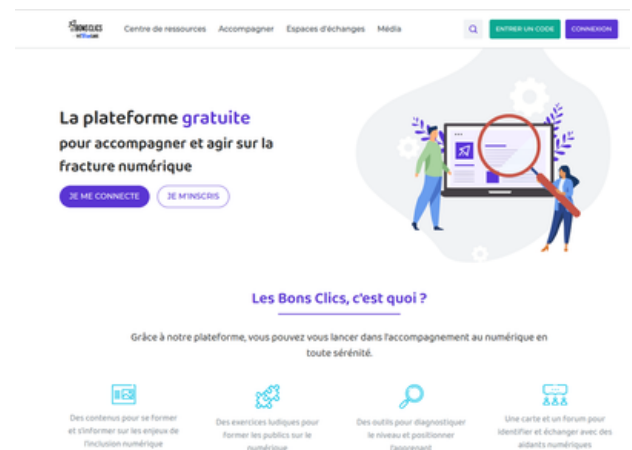 LES BONS CLICS
Centre de ressources Accompagner Espaces d'échanges Média
ENTRER UN CODE CONNEXION
La plateforme gratuite
pour accompagner et agir sur la
fracture numérique
JE ME CONNECTE JE M'INSCRIS
Les Bons Clics, c'est quoi ?
Grâce à notre plateforme, vous pouvez vous lancer dans l'accompagnement au numérique en
toute sérénité.
Des contenus pour se former
et s'informer sur les enjeux de
l'inclusion numérique
Des exercices ludiques pour
former les publics sur le
numérique
Des outils pour diagnostiquer
le niveau et positionner
l'apprenant
Une carte et un forum pour
identifier et échanger avec des
aidants numériques